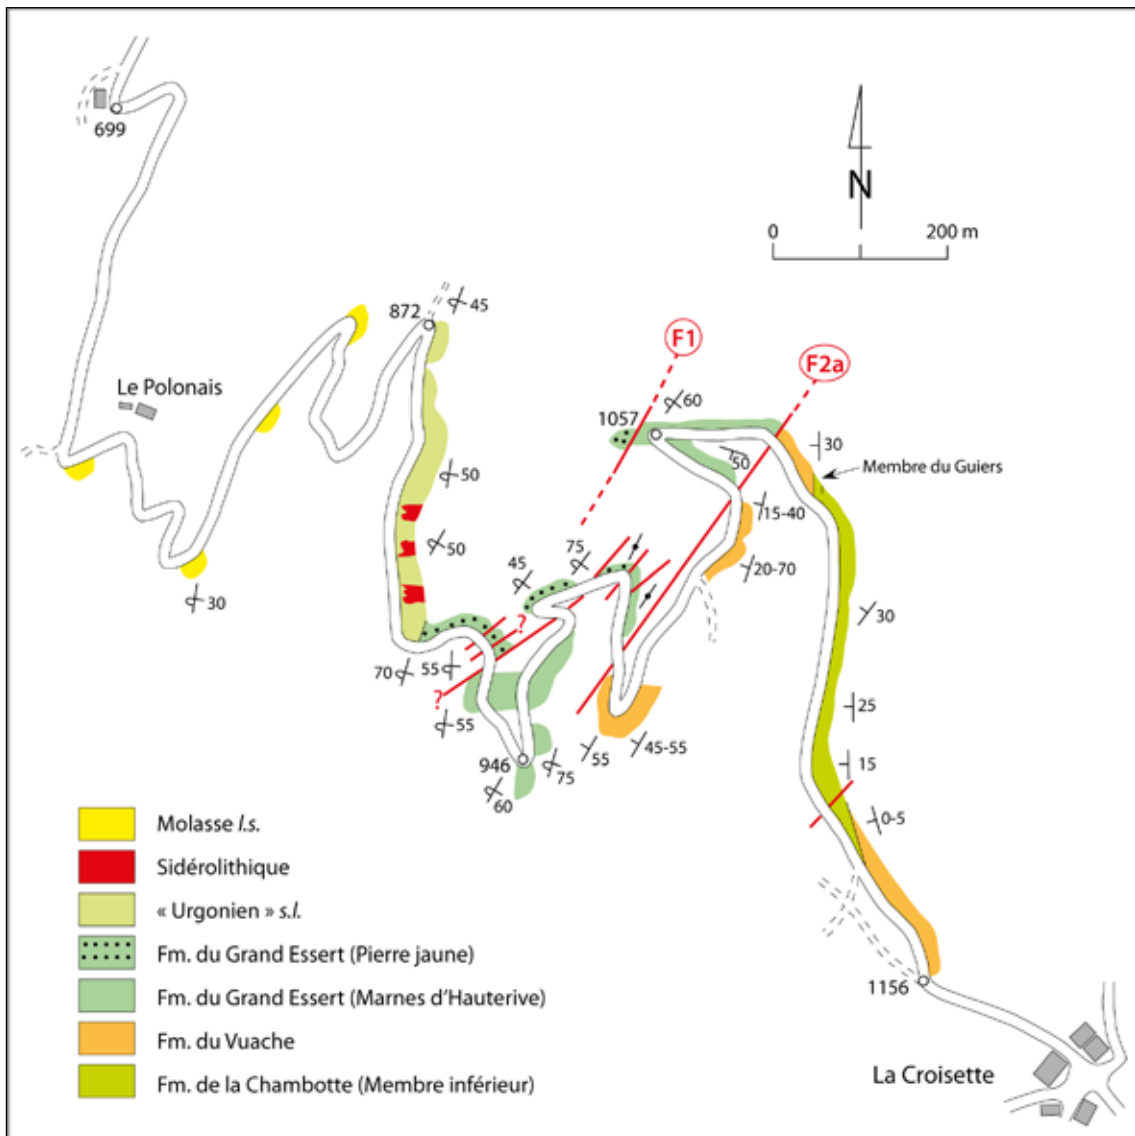 699
N
0 200 m
872
45
F1
F2a
Le Polonais
60
1057
30
50
Membre du Guiers
50
15-40
75
45
50
20-70
30
?
30
55
70
?
25
55
45-55
55
15
946
75
60
0-5
Molasse l.s.
Sidérolithique
« Urgonien » s.l.
Fm. du Grand Essert (Pierre jaune)
1156
Fm. du Grand Essert (Marnes d'Hauterive)
Fm. du Vuache
La Croisette
Fm. de la Chambotte (Membre inférieur)